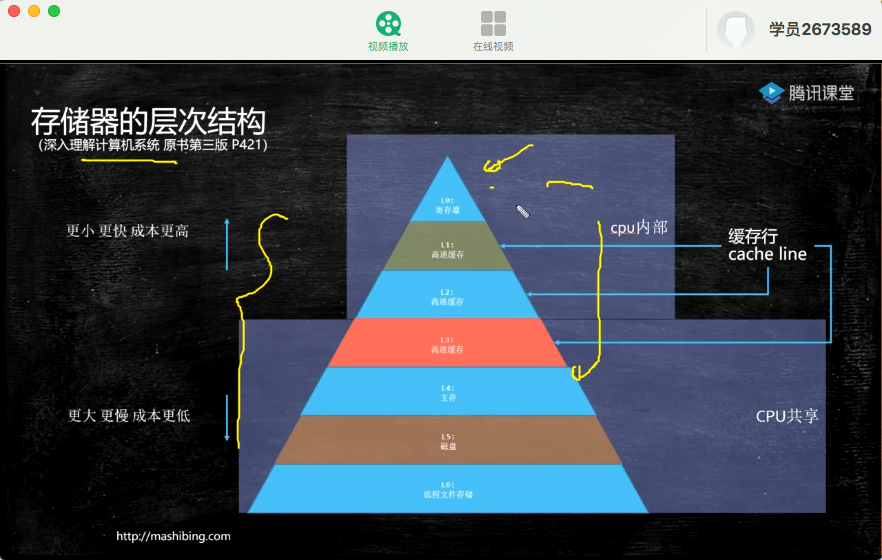 视频播放
在线视频
学员2673589
腾讯课堂
存储器的层次结构
（深入理解计算机系统 原书第三版 P421）
L0:
寄存器
更小 更快 成本更高
cpu内部
缓存行
cache line
L1:
高速缓存
L2:
高速缓存
L3:
高速缓存
L4:
主存
更大 更慢 成本更低
CPU共享
L5:
磁盘
L6:
远程文件存储
http://mashibing.com